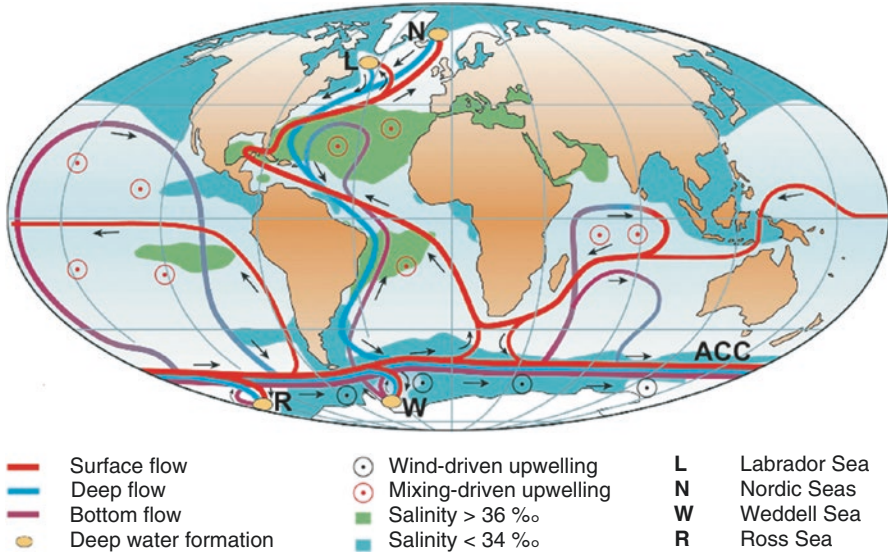 N
L
ACC
R
W
Surface flow
Deep flow
Bottom flow
Deep water formation
Wind-driven upwelling
Mixing-driven upwelling
Salinity > 36 ‰
Salinity < 34 ‰
L Labrador Sea
N Nordic Seas
W Weddell Sea
R Ross Sea